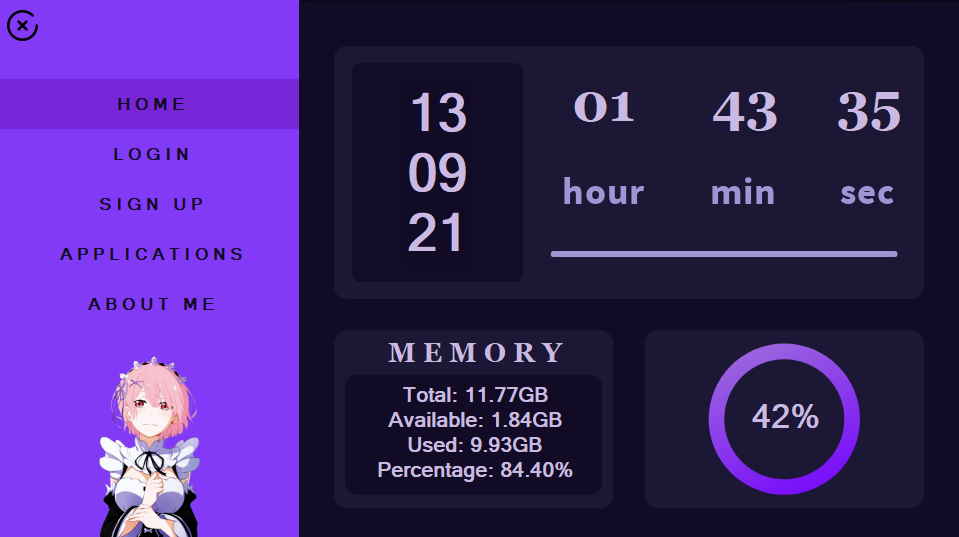 HOME
LOGIN
SIGN UP
APPLICATIONS
ABOUT ME
13
09
21
01 43 35
hour min sec
MEMORY
Total: 11.77GB
Available: 1.84GB
Used: 9.93GB
Percentage: 84.40%
42%